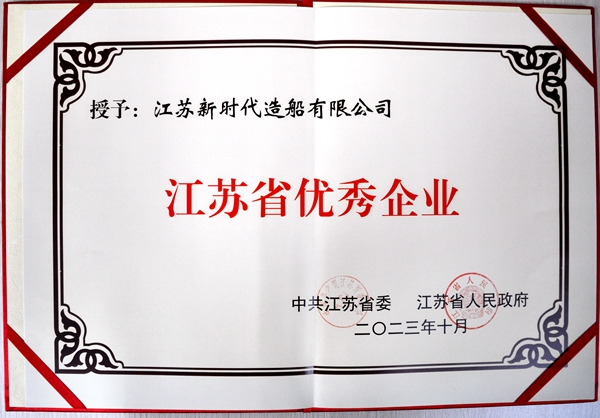 授予：江苏新时代造船有限公司
江苏省优秀企业
中共江苏省委 江苏省人民政府
二〇二三年十月